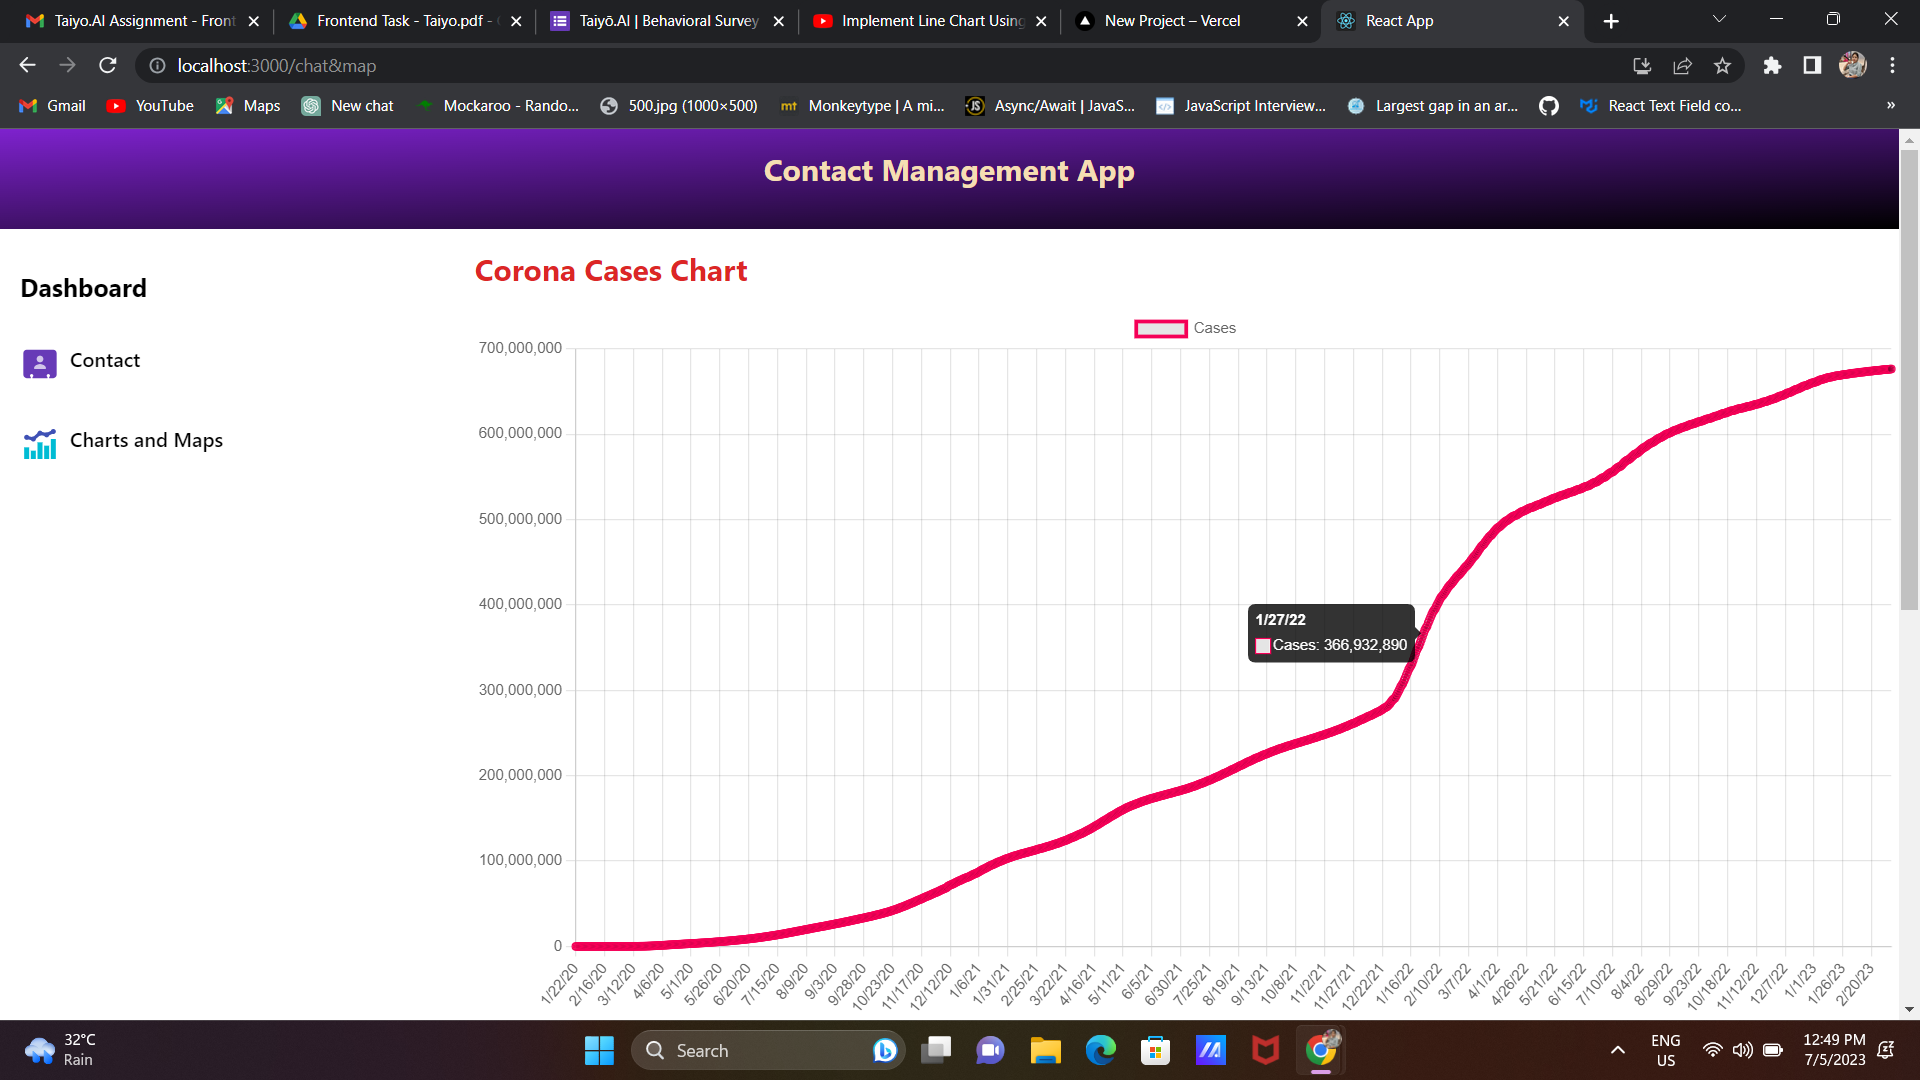 Taiyo.AI Assignment - Front
Frontend Task - Taiyo.pdf -
Taiyō.AI | Behavioral Survey
Implement Line Chart Using
New Project – Vercel
React App
localhost:3000/chat&map
Gmail
YouTube
Maps
New chat
Mockaroo - Rando...
500.jpg (1000×500)
mt
Monkeytype | A mi...
JS
Async/Await | JavaS...
JavaScript Interview...
Largest gap in an ar...
React Text Field co...
»
Contact Management App
Dashboard
Contact
Charts and Maps
Corona Cases Chart
Cases
700,000,000
600,000,000
500,000,000
400,000,000
300,000,000
200,000,000
100,000,000
0
1/27/22
Cases: 366,932,890
1/22/20
2/16/20
3/12/20
4/6/20
5/1/20
5/26/20
6/20/20
7/15/20
8/9/20
9/3/20
9/28/20
10/23/20
11/17/20
12/12/20
1/6/21
1/31/21
2/25/21
3/22/21
4/16/21
5/11/21
6/5/21
6/30/21
7/25/21
8/19/21
9/13/21
10/8/21
11/2/21
11/27/21
12/22/21
1/16/22
2/10/22
3/7/22
4/1/22
4/26/22
5/21/22
6/15/22
7/10/22
8/4/22
8/29/22
9/23/22
10/18/22
11/12/22
12/7/22
1/1/23
1/26/23
2/20/23
32°C
Rain
Search
ENG
US
12:49 PM
7/5/2023